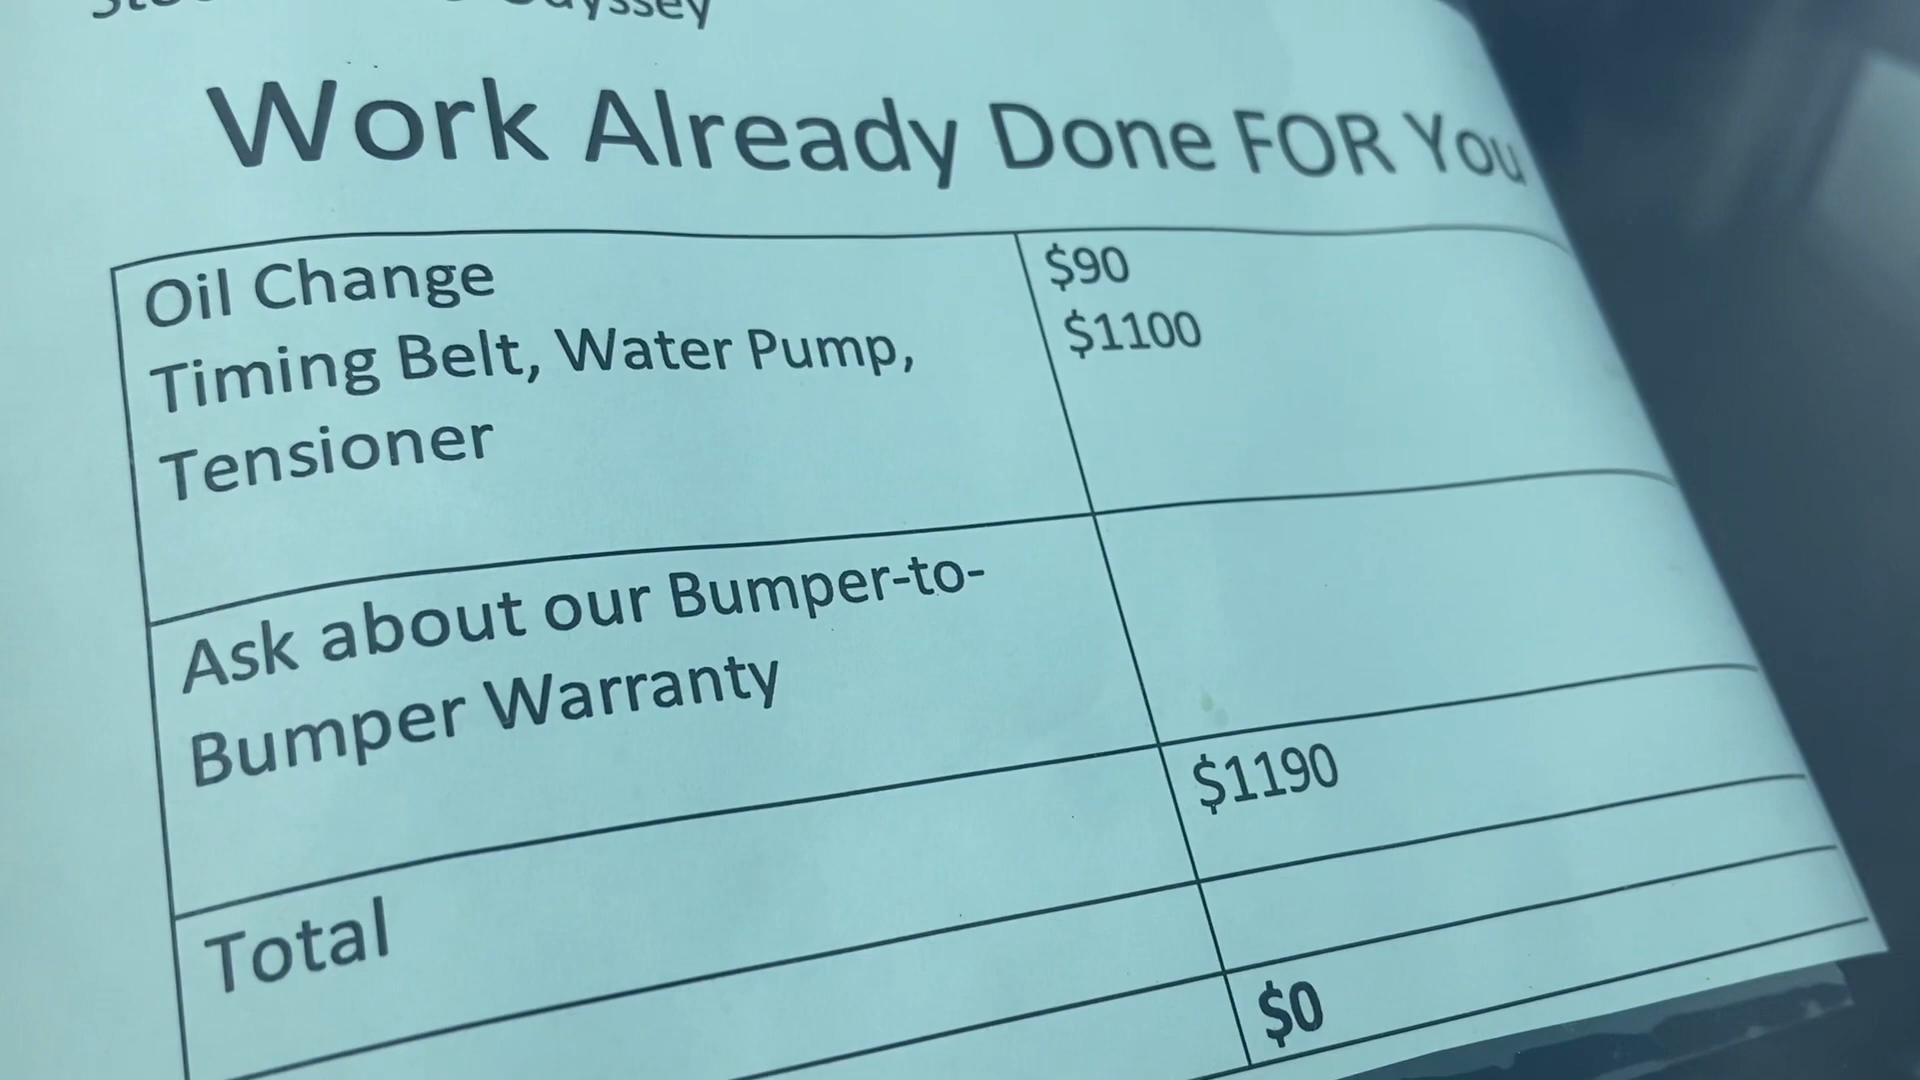 Odyssey
Work Already Done FOR You
Oil Change $90
Timing Belt, Water Pump, $1100
Tensioner
Ask about our Bumper-to-
Bumper Warranty
Total $1190
$0